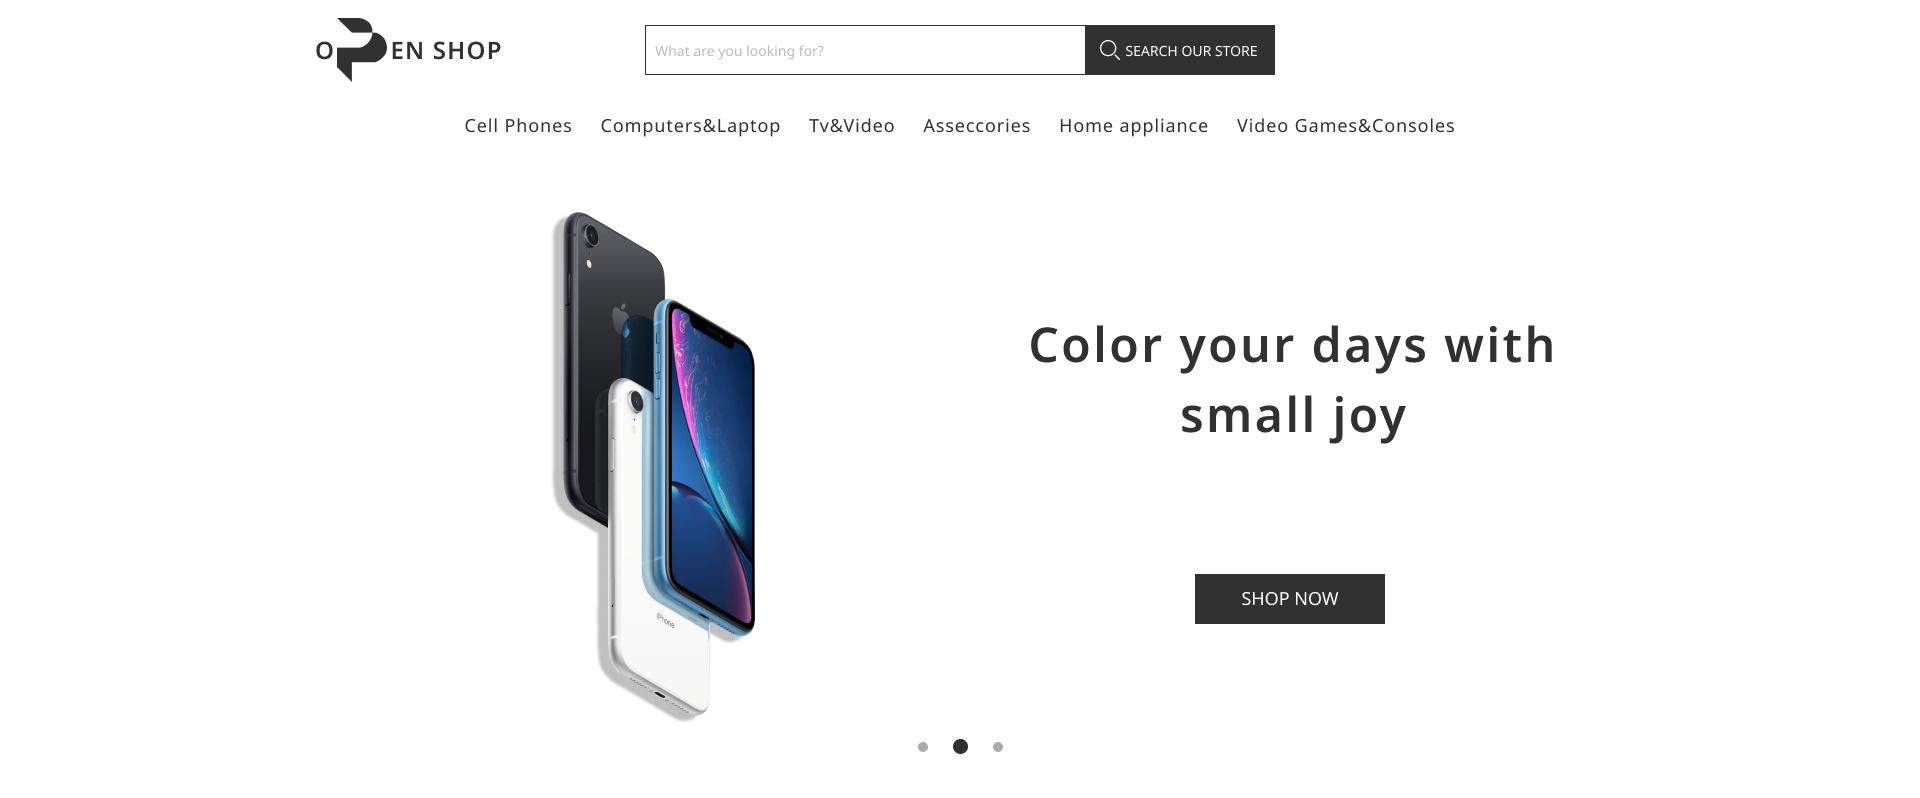 OPEN SHOP
What are you looking for?
SEARCH OUR STORE
Cell Phones Computers&Laptop Tv&Video Asseccories Home appliance Video Games&Consoles
Color your days with
small joy
iPhone
SHOP NOW